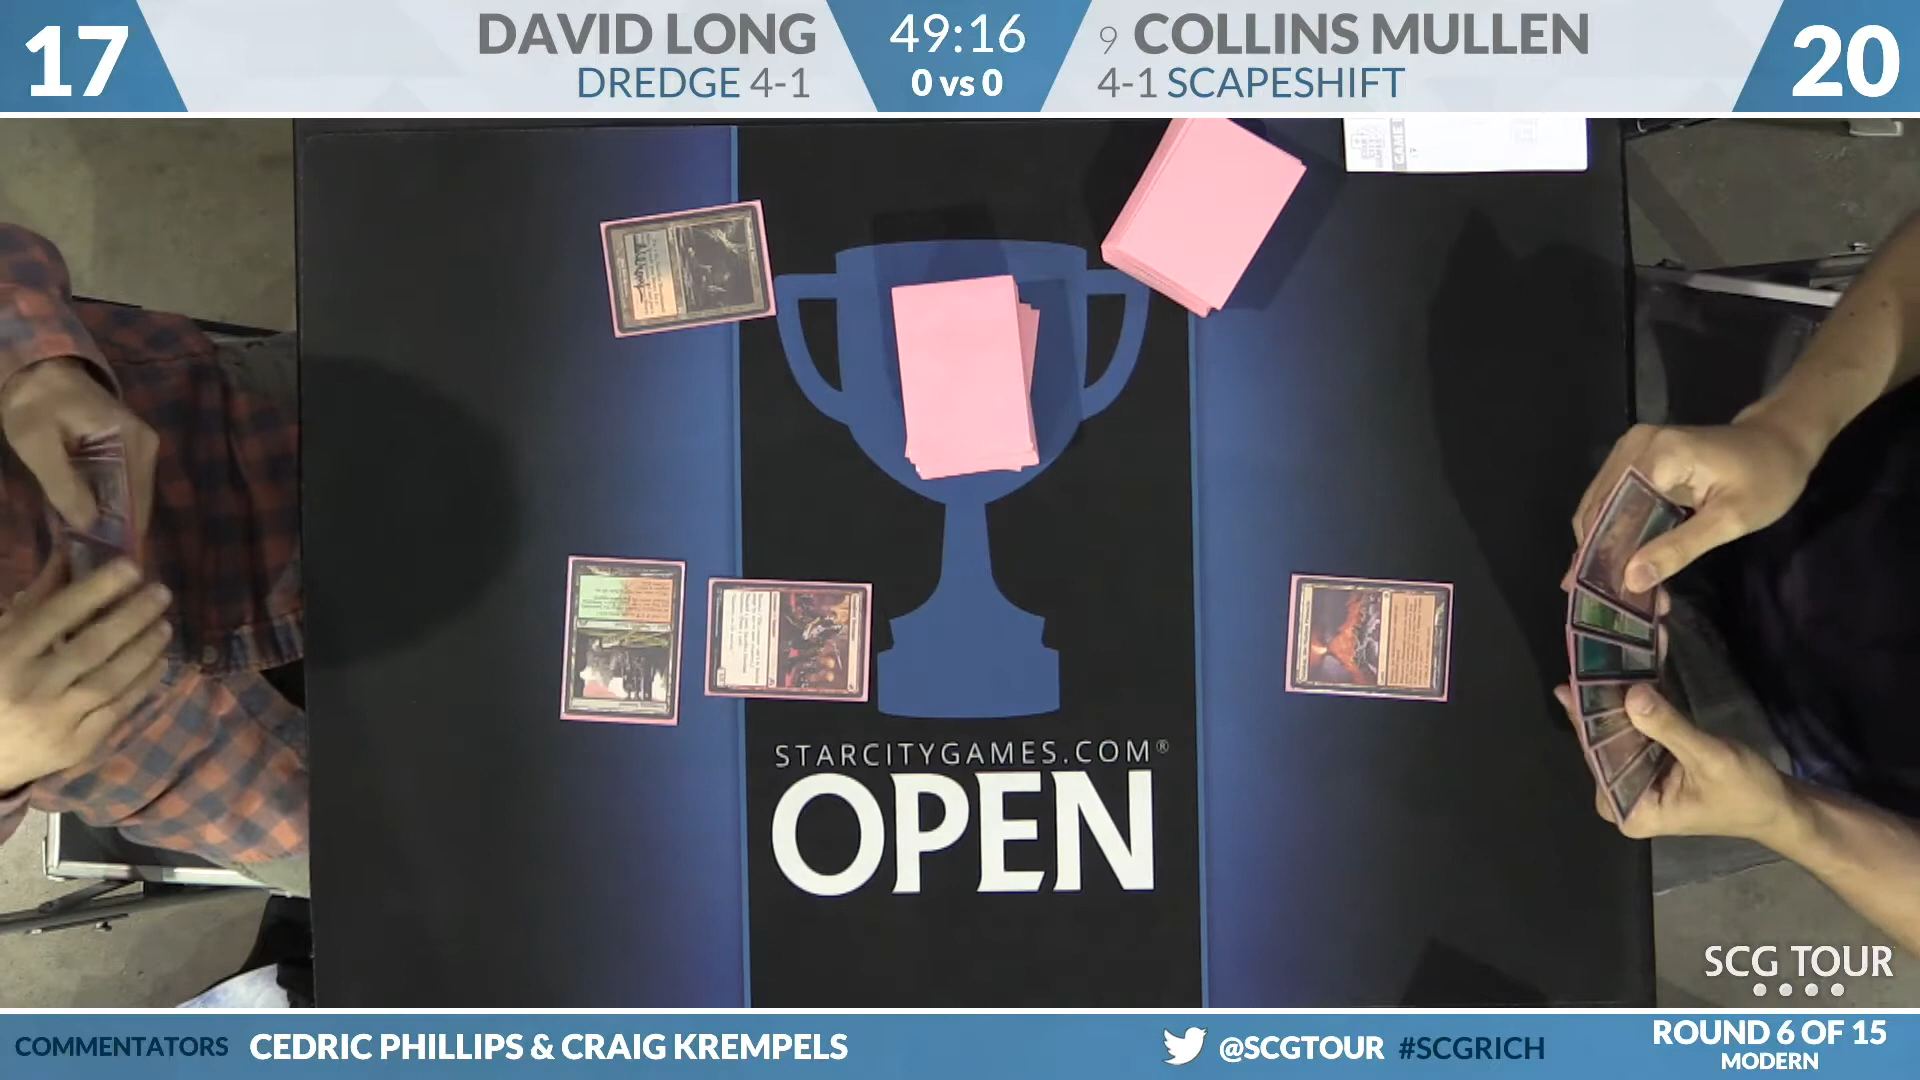 17
DAVID LONG
DREDGE 4-1
49:16
0 vs 0
9 COLLINS MULLEN
4-1 SCAPESHIFT
20
STARCITYGAMES.COM®
OPEN
SCG TOUR
COMMENTATORS CEDRIC PHILLIPS & CRAIG KREMPELS
@SCGTOUR #SCGRICH
ROUND 6 OF 15
MODERN